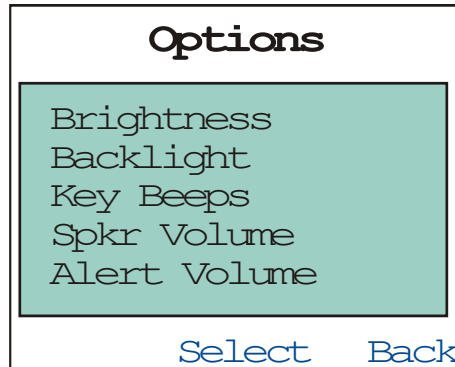 Options
Brightness
Backlight
Key Beeps
Spkr Volume
Alert Volume
Select Back